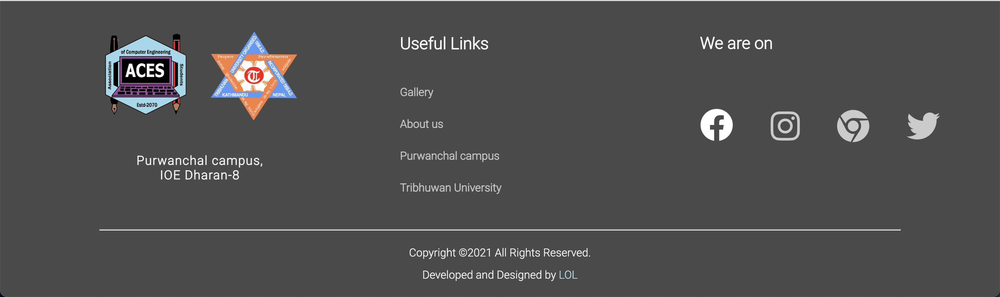 of Computer Engineering
Association
ACES
Students
Estd-2070
TRIBHUVAN UNIVERSITY ORGANISED
1956 A.D.
INCORPORATED 1959 A.D.
त्रिभुवन विश्वविद्यालय
KATHMANDU NEPAL
Purwanchal campus,
IOE Dharan-8
Useful Links
Gallery
About us
Purwanchal campus
Tribhuwan University
We are on
Copyright ©2021 All Rights Reserved.
Developed and Designed by LOL